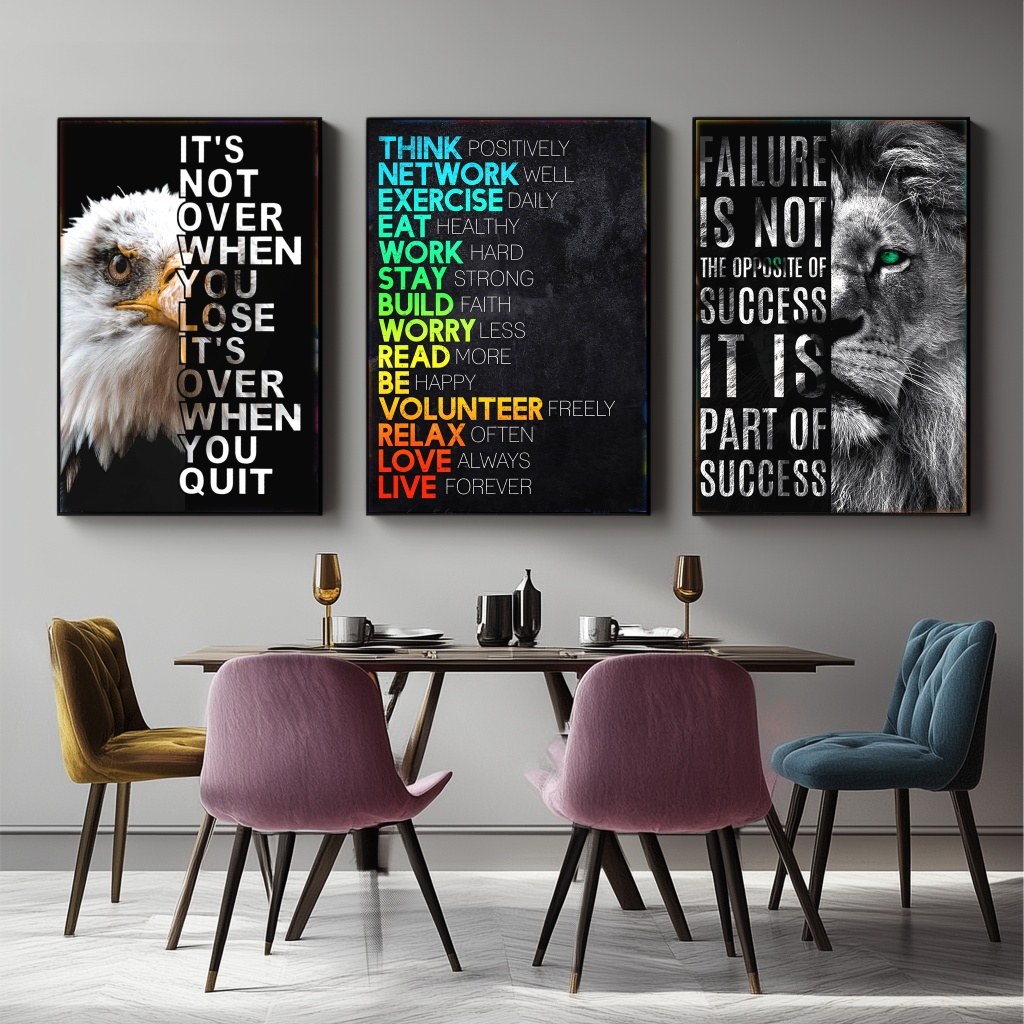 IT'S
NOT
OVER
WHEN
YOU
LOSE
IT'S
OVER
WHEN
YOU
QUIT
THINK POSITIVELY
NETWORK WELL
EXERCISE DAILY
EAT HEALTHY
WORK HARD
STAY STRONG
BUILD FAITH
WORRY LESS
READ MORE
BE HAPPY
VOLUNTEER FREELY
RELAX OFTEN
LOVE ALWAYS
LIVE FOREVER
FAILURE
IS NOT
THE OPPOSITE OF
SUCCESS
IT IS
PART OF
SUCCESS